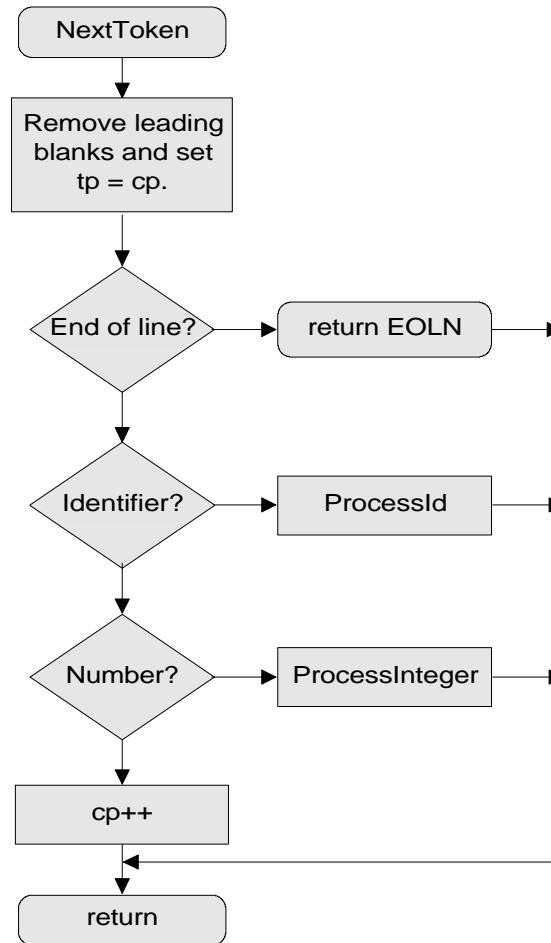 NextToken
Remove leading
blanks and set
tp = cp.
End of line?
return EOLN
Identifier?
ProcessId
Number?
ProcessInteger
cp++
return